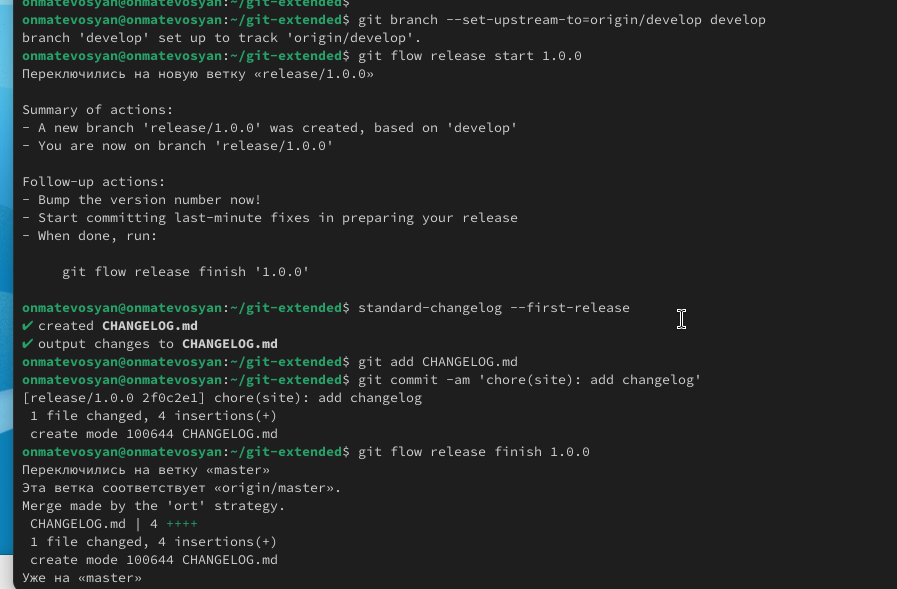 onmatevosyan@onmatevosyan:~/git-extended$
onmatevosyan@onmatevosyan:~/git-extended$ git branch --set-upstream-to=origin/develop develop
branch 'develop' set up to track 'origin/develop'.
onmatevosyan@onmatevosyan:~/git-extended$ git flow release start 1.0.0
Переключились на новую ветку «release/1.0.0»
Summary of actions:
- A new branch 'release/1.0.0' was created, based on 'develop'
- You are now on branch 'release/1.0.0'
Follow-up actions:
- Bump the version number now!
- Start committing last-minute fixes in preparing your release
- When done, run:
git flow release finish '1.0.0'
onmatevosyan@onmatevosyan:~/git-extended$ standard-changelog --first-release
✔ created CHANGELOG.md
✔ output changes to CHANGELOG.md
onmatevosyan@onmatevosyan:~/git-extended$ git add CHANGELOG.md
onmatevosyan@onmatevosyan:~/git-extended$ git commit -am 'chore(site): add changelog'
[release/1.0.0 2f0c2e1] chore(site): add changelog
1 file changed, 4 insertions(+)
create mode 100644 CHANGELOG.md
onmatevosyan@onmatevosyan:~/git-extended$ git flow release finish 1.0.0
Переключились на ветку «master»
Эта ветка соответствует «origin/master».
Merge made by the 'ort' strategy.
CHANGELOG.md | 4 ++++
1 file changed, 4 insertions(+)
create mode 100644 CHANGELOG.md
Уже на «master»